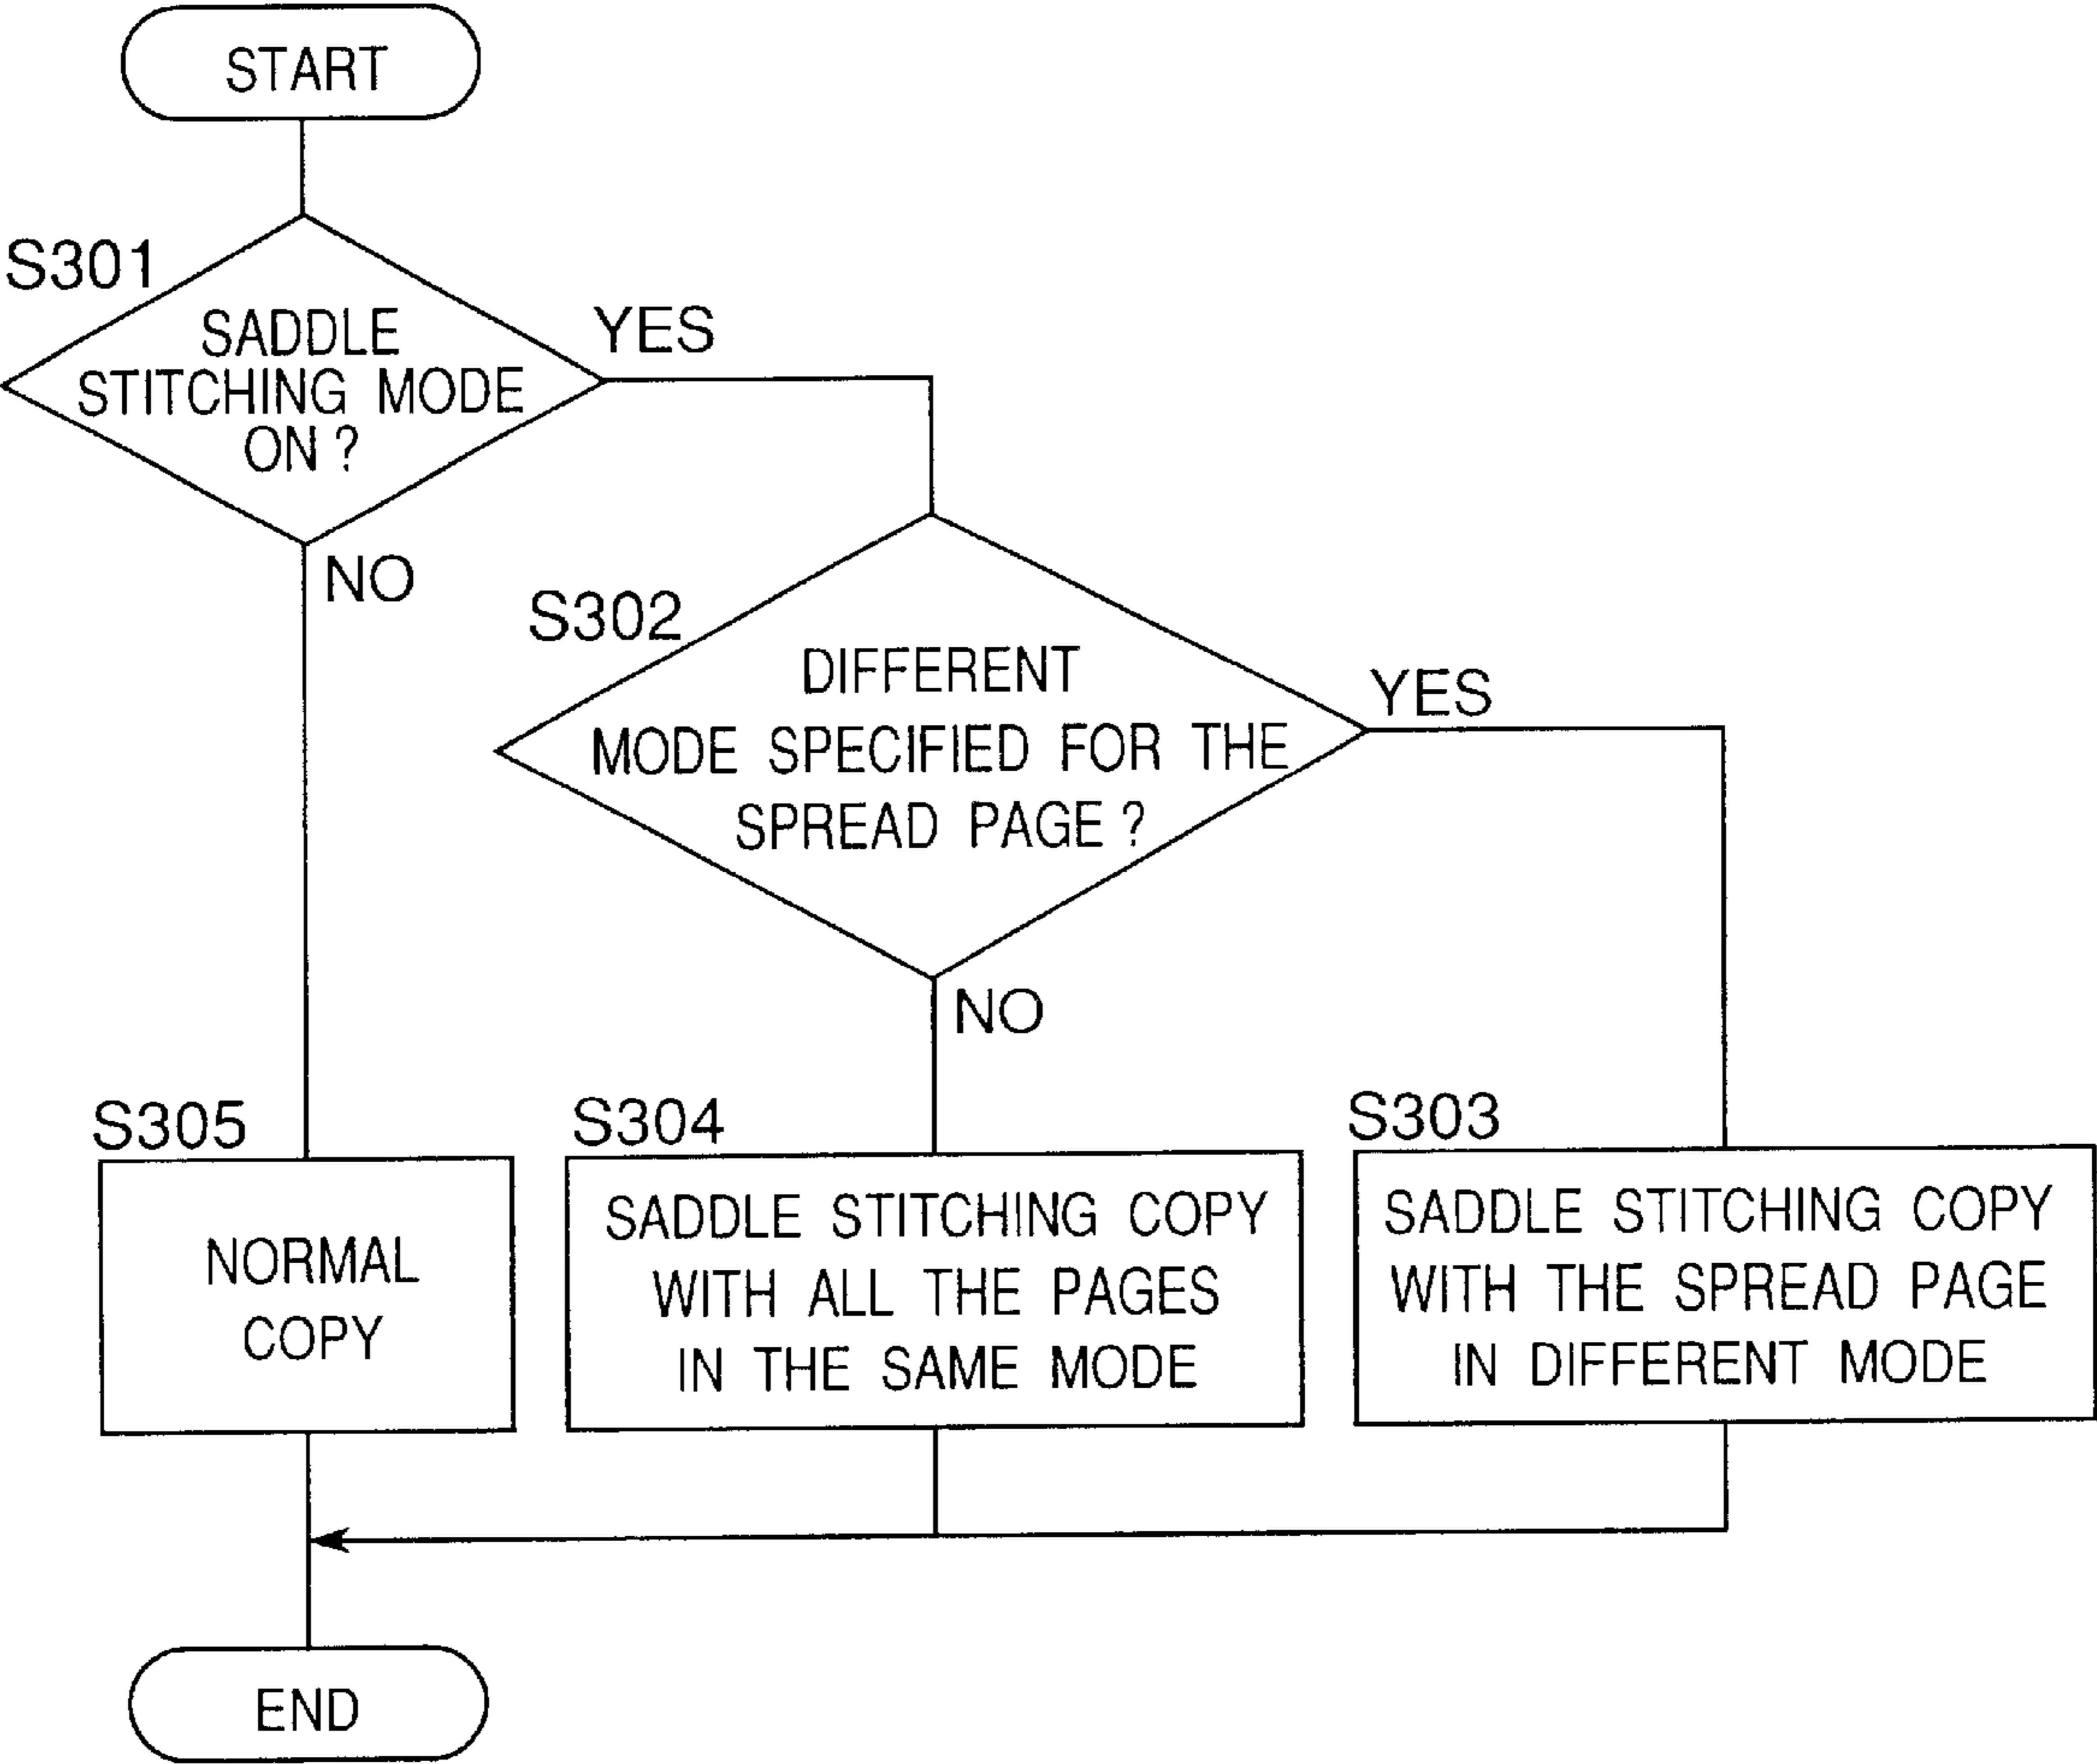 START
S301
SADDLE
STITCHING MODE
ON?
YES
NO
S302
DIFFERENT
MODE SPECIFIED FOR THE
SPREAD PAGE?
YES
NO
S305
NORMAL
COPY
S304
SADDLE STITCHING COPY
WITH ALL THE PAGES
IN THE SAME MODE
S303
SADDLE STITCHING COPY
WITH THE SPREAD PAGE
IN DIFFERENT MODE
END